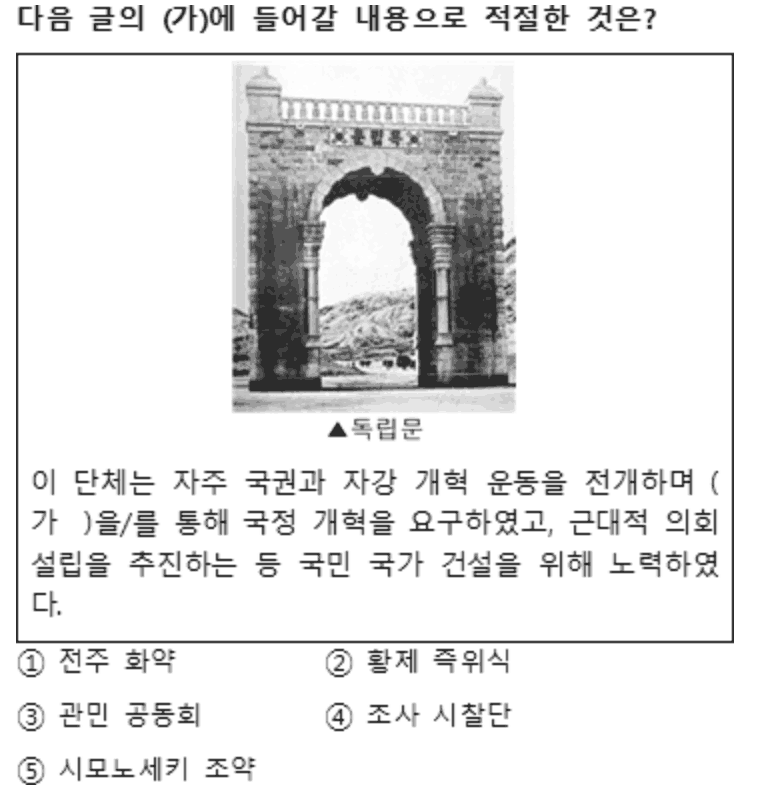 다음 글의 (가)에 들어갈 내용으로 적절한 것은?
▲독립문
이 단체는 자주 국권과 자강 개혁 운동을 전개하며 (
가 )을/를 통해 국정 개혁을 요구하였고, 근대적 의회
설립을 추진하는 등 국민 국가 건설을 위해 노력하였
다.
① 전주 화약 ② 황제 즉위식
③ 관민 공동회 ④ 조사 시찰단
⑤ 시모노세키 조약